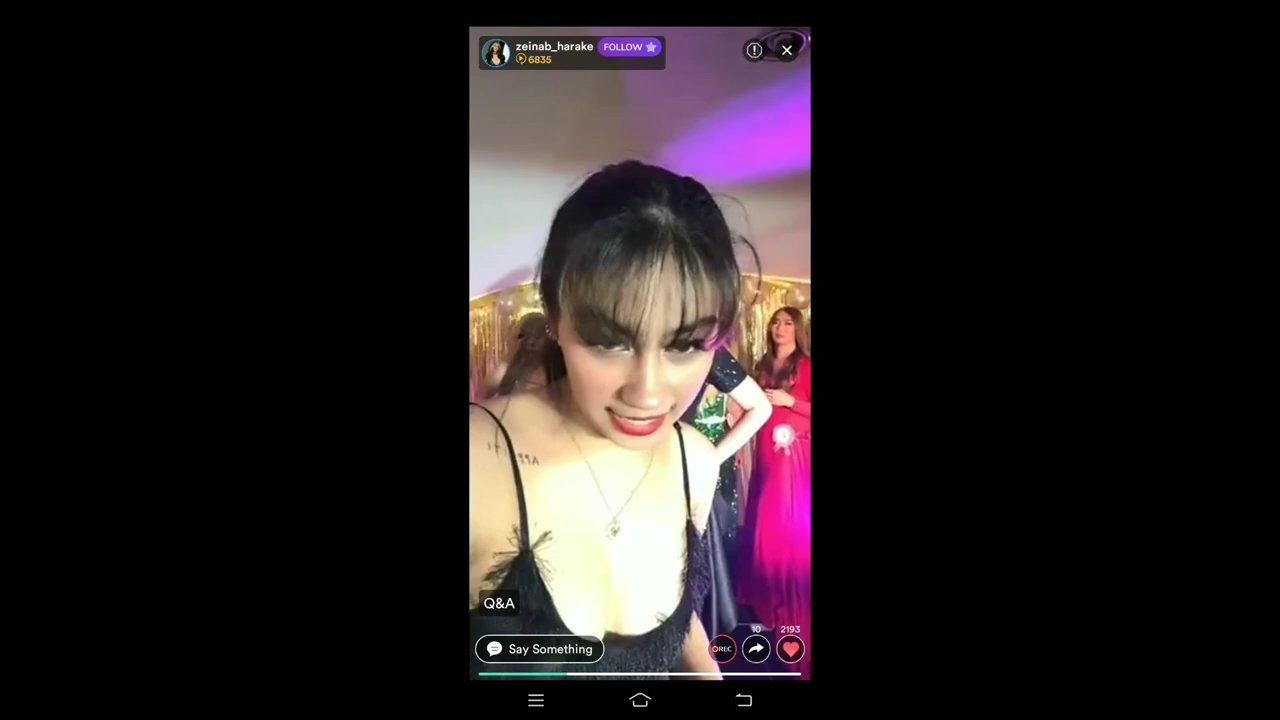 zeinab_harake FOLLOW
6835
Q&A
10 2193
Say Something REC